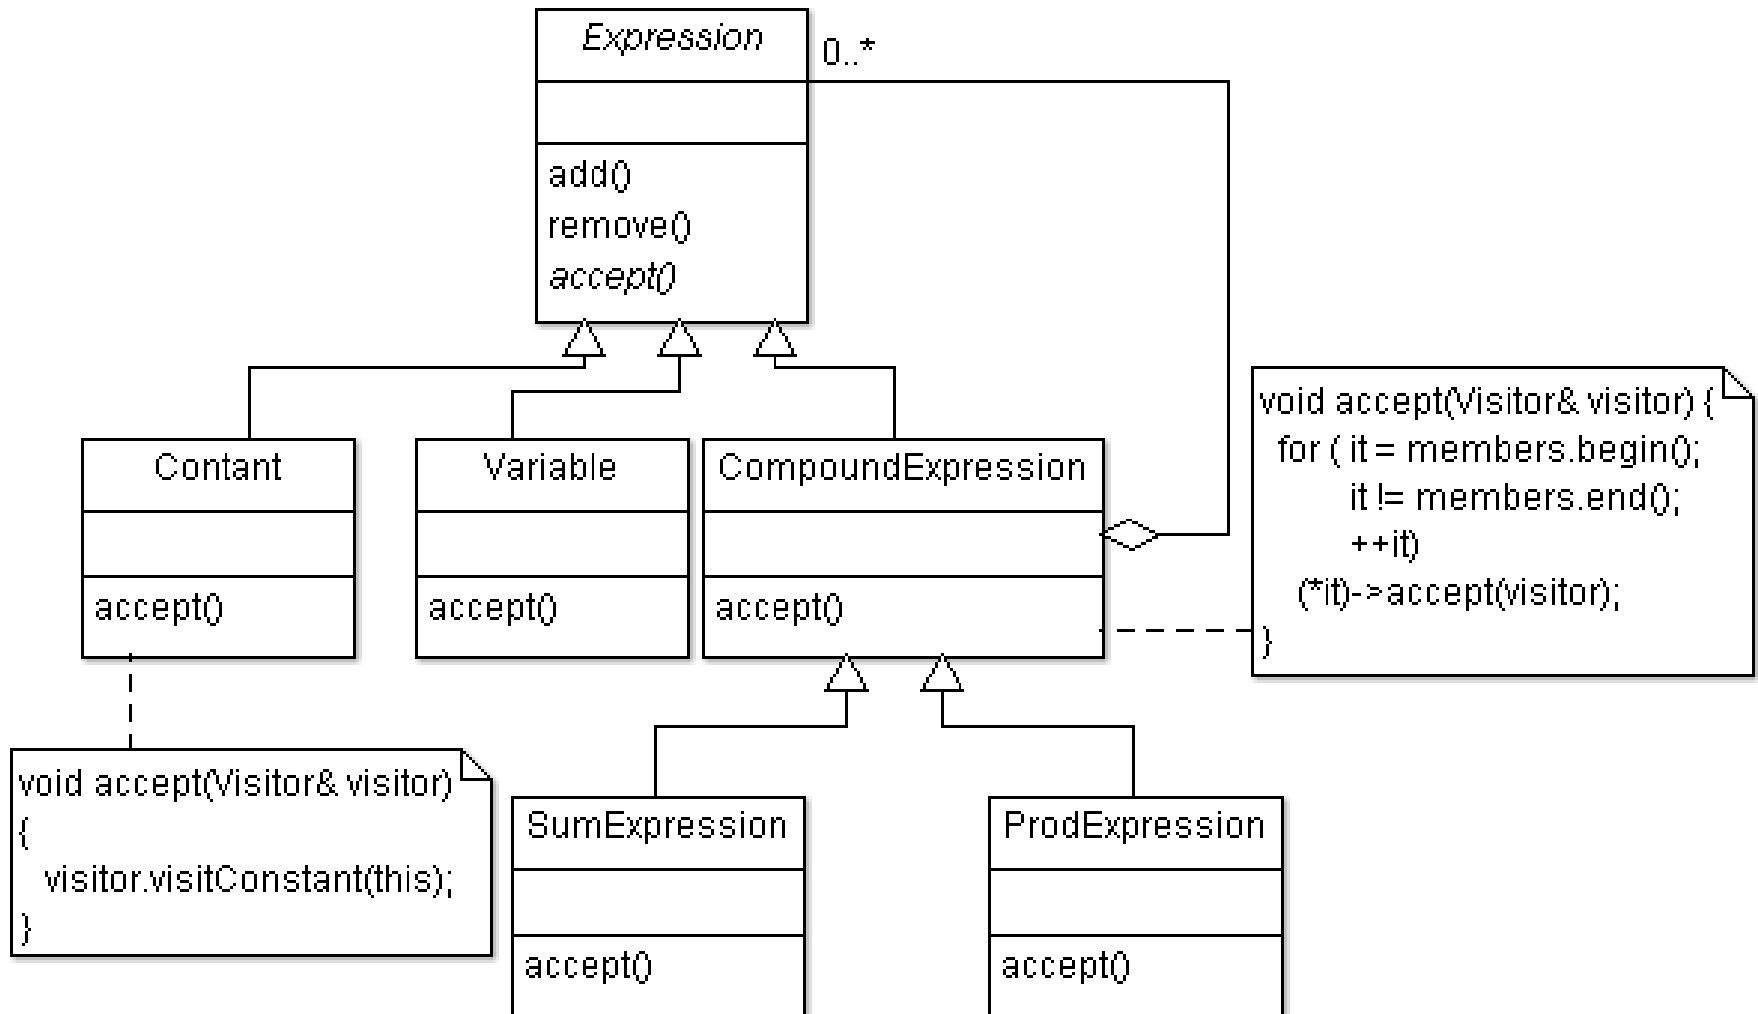 Expression
0..*
add()
remove()
accept()
Contant
accept()
Variable
accept()
CompoundExpression
accept()
void accept(Visitor& visitor) {
for ( it = members.begin();
it != members.end();
++it)
(*it)->accept(visitor);
}
void accept(Visitor& visitor)
{
visitor.visitConstant(this);
}
SumExpression
accept()
ProdExpression
accept()